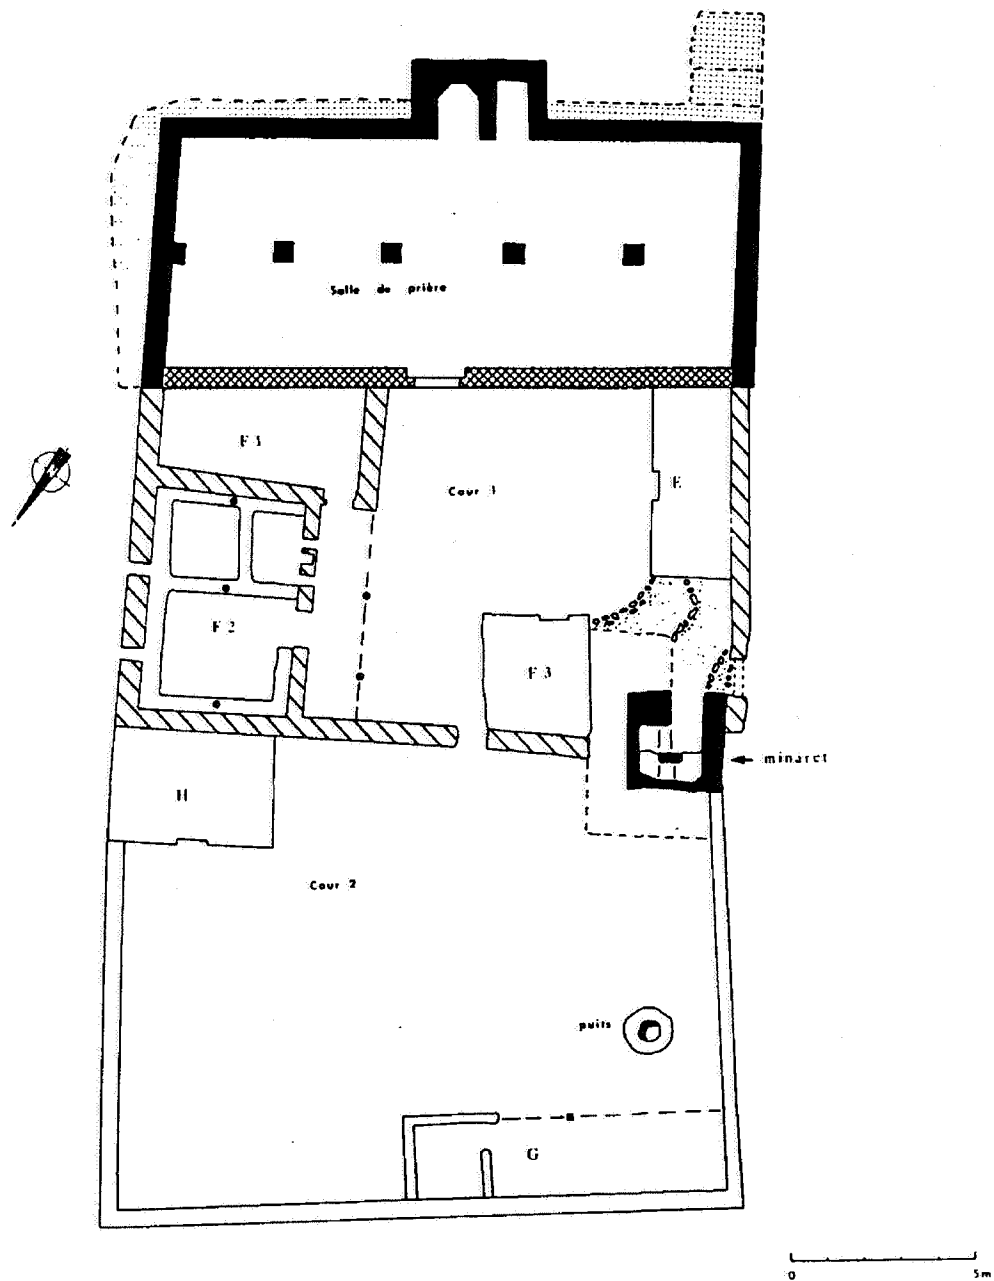 Salle de prière
F 1
Cour 1
E
F 2
F 3
minaret
H
Cour 2
puits
G
0 5m